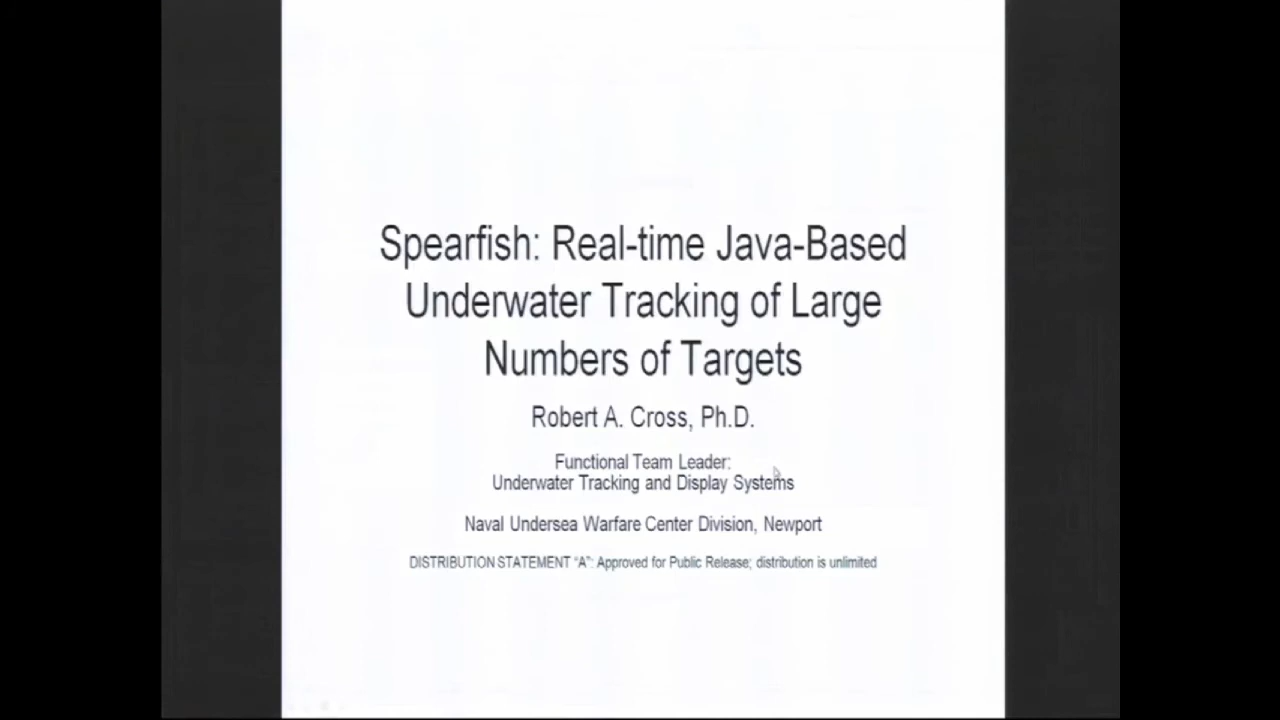 Spearfish: Real-time Java-Based
Underwater Tracking of Large
Numbers of Targets
Robert A. Cross, Ph.D.
Functional Team Leader:
Underwater Tracking and Display Systems
Naval Undersea Warfare Center Division, Newport
DISTRIBUTION STATEMENT "A": Approved for Public Release; distribution is unlimited